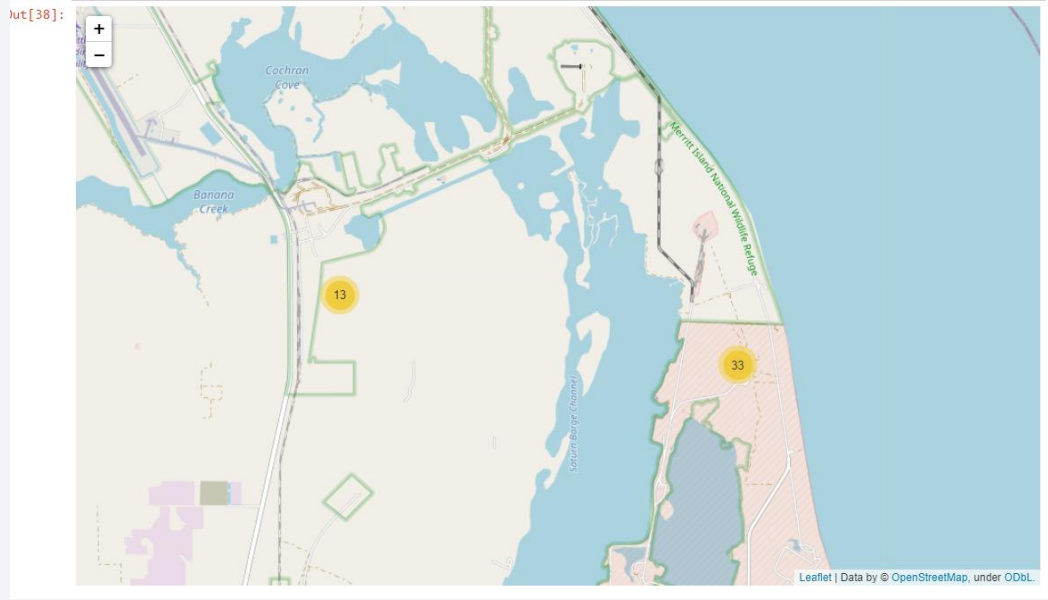 Out[38]:
+
−
Cochran
Cove
Banana
Creek
Merritt Island National Wildlife Refuge
13
33
Saturn Barge Channel
Leaflet | Data by © OpenStreetMap, under ODbL.